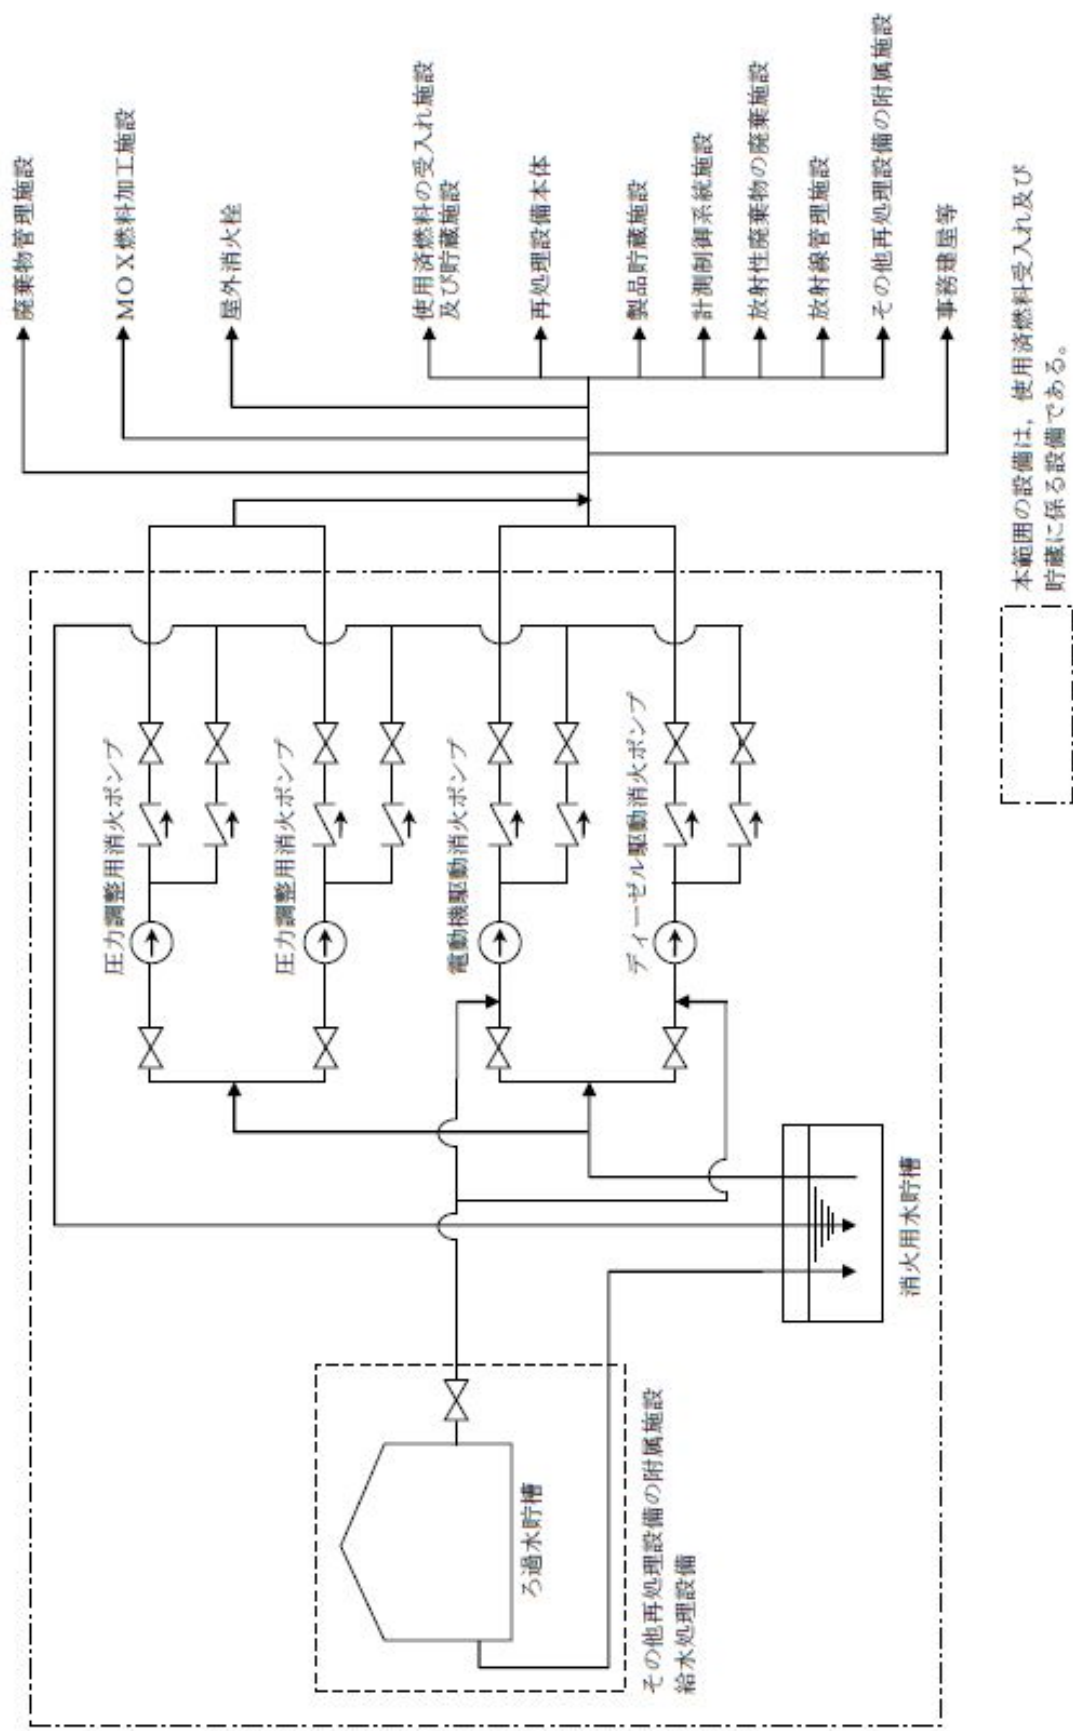 廃棄物管理施設
MOX燃料加工施設
屋外消火栓
使用済燃料の受入れ施設
及び貯蔵施設
再処理設備本体
製品貯蔵施設
計測制御系統施設
放射性廃棄物の廃棄施設
放射線管理施設
その他再処理設備の附属施設
事務建屋等
圧力調整用消火ポンプ
圧力調整用消火ポンプ
電動機駆動消火ポンプ
ディーゼル駆動消火ポンプ
ろ過水貯槽
その他再処理設備の附属施設
給水処理設備
消火用水貯槽
本範囲の設備は，使用済燃料受入れ及び
貯蔵に係る設備である。